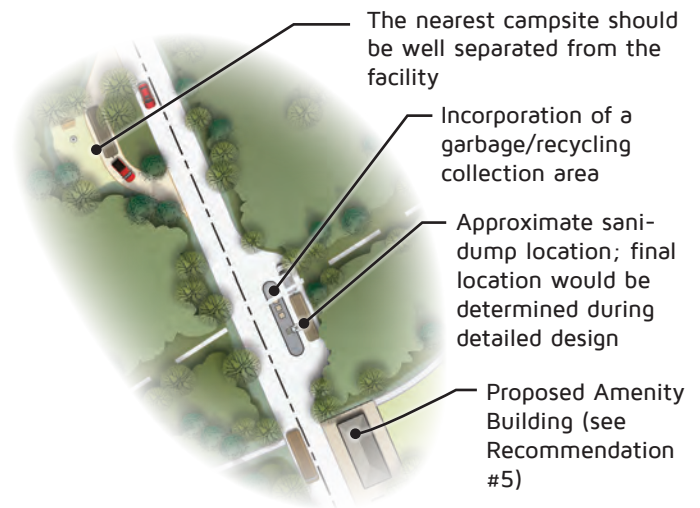 The nearest campsite should
be well separated from the
facility
Incorporation of a
garbage/recycling
collection area
Approximate sani-
dump location; final
location would be
determined during
detailed design
Proposed Amenity
Building (see
Recommendation
#5)